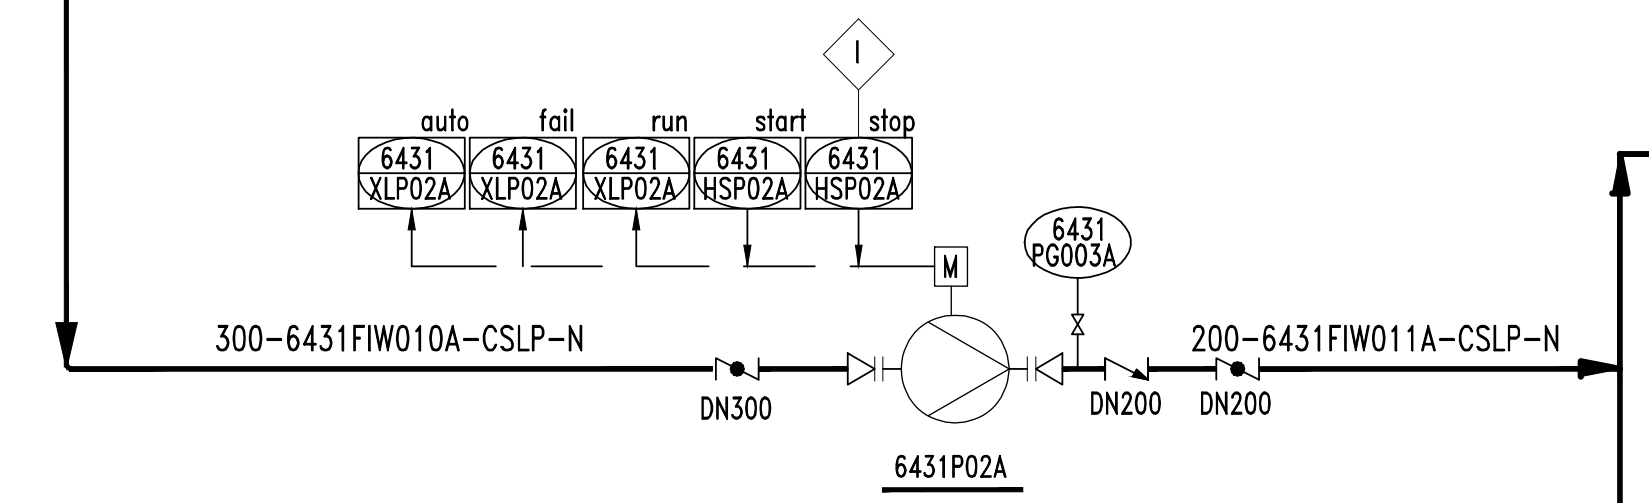 I
auto fail run start stop
6431 6431 6431 6431 6431
XLP02A XLP02A XLP02A HSP02A HSP02A
6431
PG003A
M
300-6431FIW010A-CSLP-N
200-6431FIW011A-CSLP-N
DN300
DN200 DN200
6431P02A